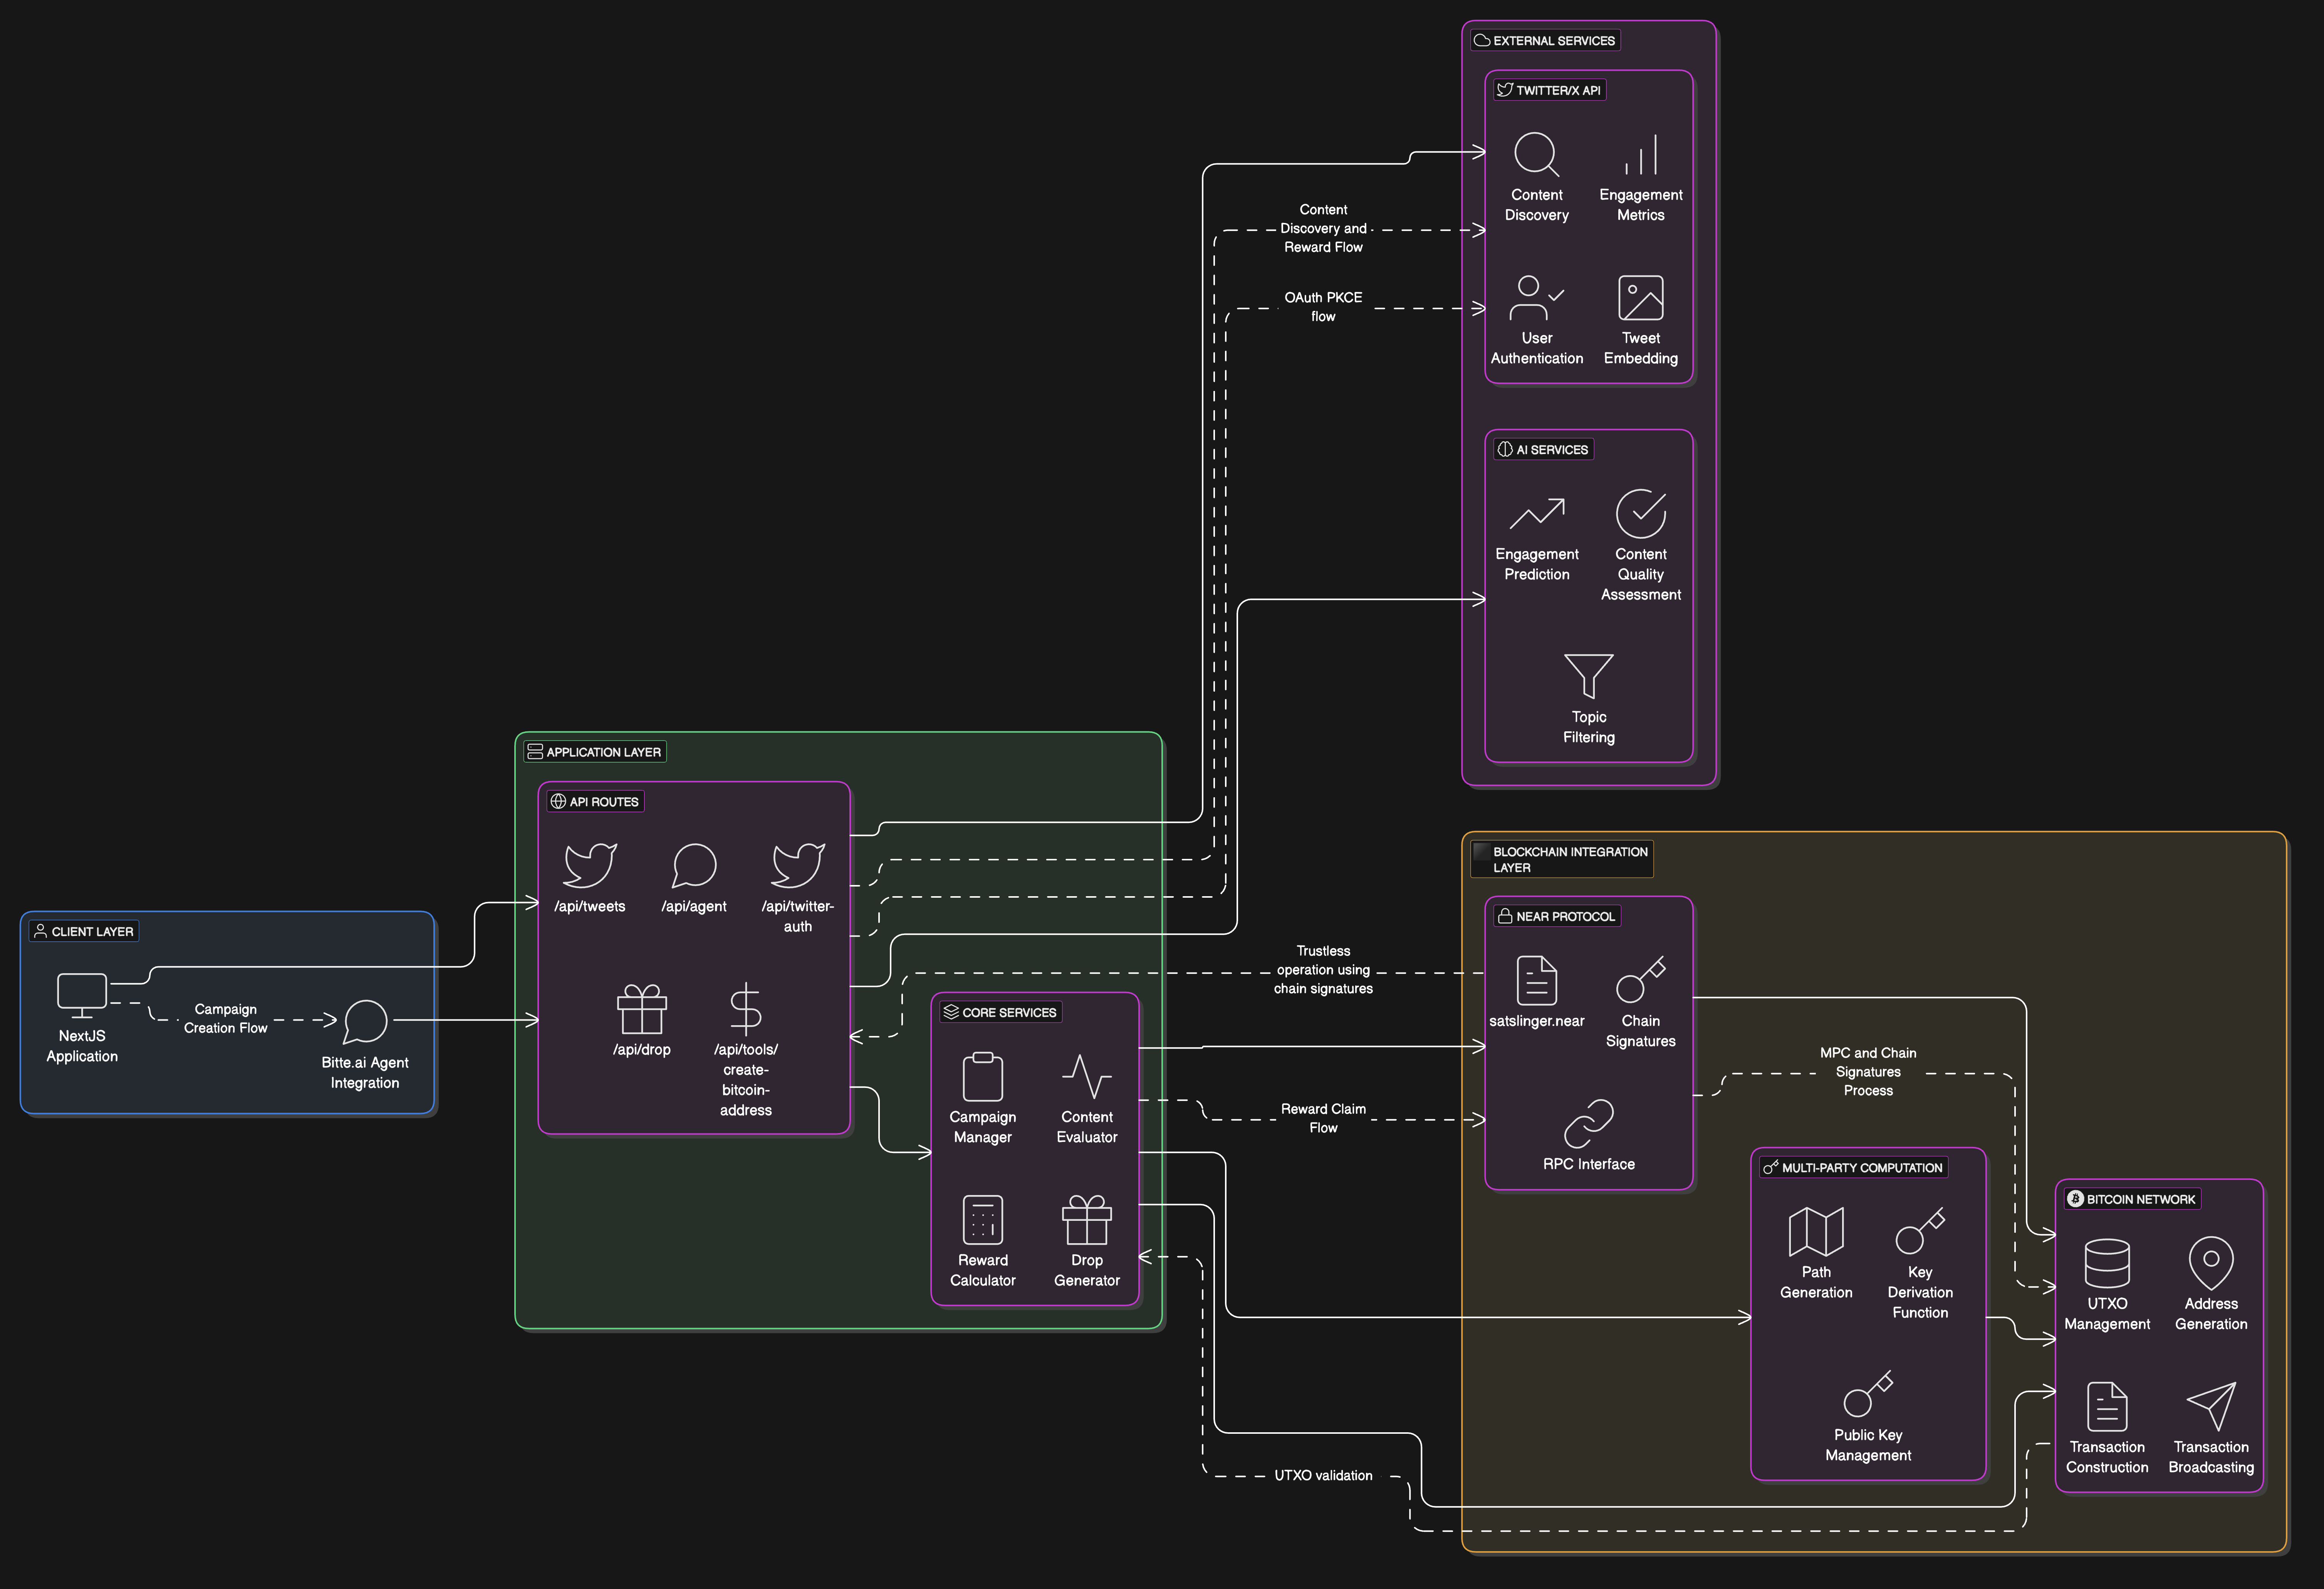 EXTERNAL SERVICES
TWITTER/X API
Content
Discovery
Engagement
Metrics
User
Authentication
Tweet
Embedding
Content
Discovery and
Reward Flow
OAuth PKCE
flow
AI SERVICES
Engagement
Prediction
Content
Quality
Assessment
Topic
Filtering
APPLICATION LAYER
API ROUTES
/api/tweets
/api/agent
/api/twitter-
auth
/api/drop
/api/tools/
create-
bitcoin-
address
CLIENT LAYER
NextJS
Application
Campaign
Creation Flow
Bitte.ai Agent
Integration
CORE SERVICES
Campaign
Manager
Content
Evaluator
Reward
Calculator
Drop
Generator
Trustless
operation using
chain signatures
Reward Claim
Flow
UTXO validation
BLOCKCHAIN INTEGRATION
LAYER
NEAR PROTOCOL
satslinger.near
Chain
Signatures
RPC Interface
MPC and Chain
Signatures
Process
MULTI-PARTY COMPUTATION
Path
Generation
Key
Derivation
Function
Public Key
Management
BITCOIN NETWORK
UTXO
Management
Address
Generation
Transaction
Construction
Transaction
Broadcasting